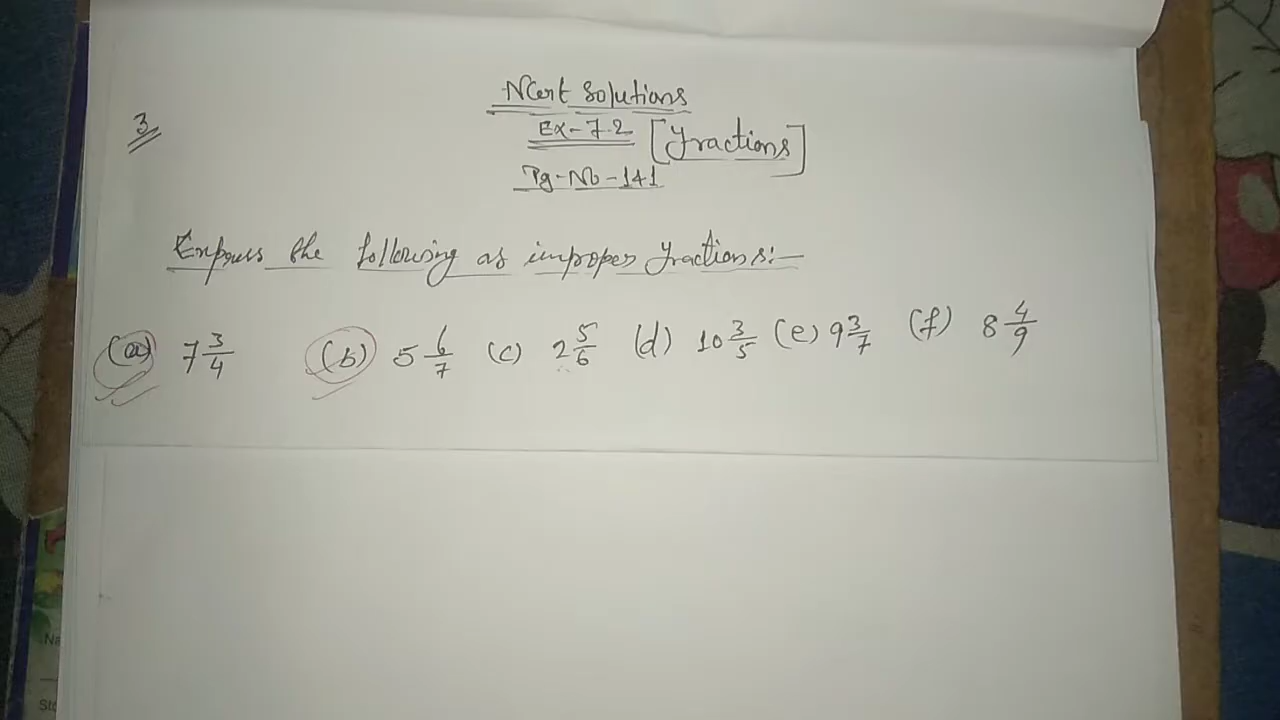 NCert Solutions
3
Ex-7.2 [Fractions]
Pg-No-141
Express the following as improper fractions:-
(a) 7 3/4 (b) 5 6/7 (c) 2 5/6 (d) 10 3/5 (e) 9 3/7 (f) 8 4/9